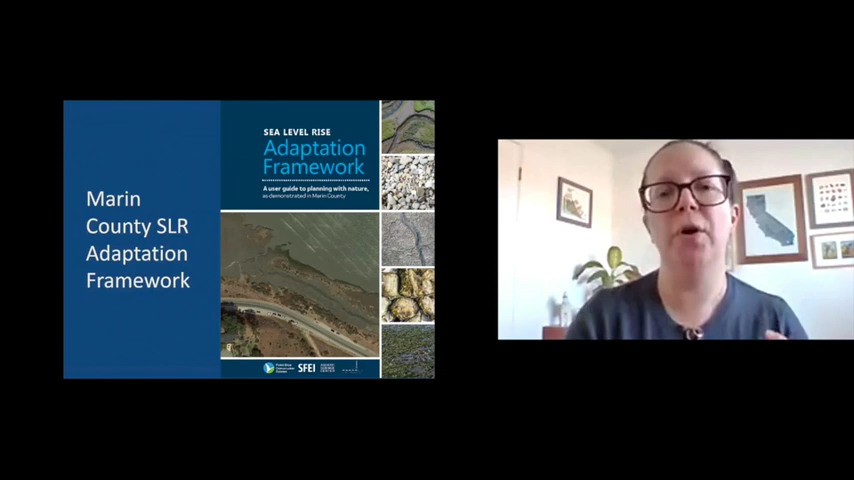 Marin
County SLR
Adaptation
Framework
SEA LEVEL RISE
Adaptation
Framework
A user guide to planning with nature,
as demonstrated in Marin County
SFEI